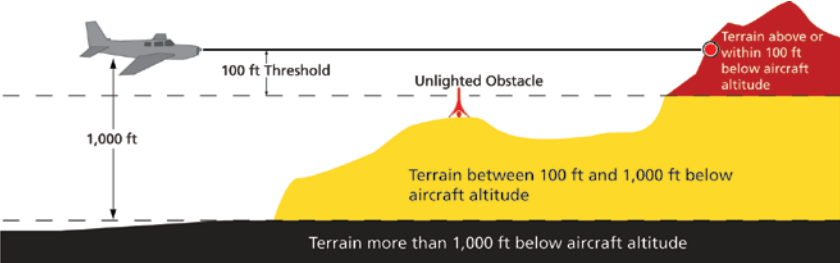 Terrain above or
within 100 ft
below aircraft
altitude
100 ft Threshold
Unlighted Obstacle
1,000 ft
Terrain between 100 ft and 1,000 ft below
aircraft altitude
Terrain more than 1,000 ft below aircraft altitude